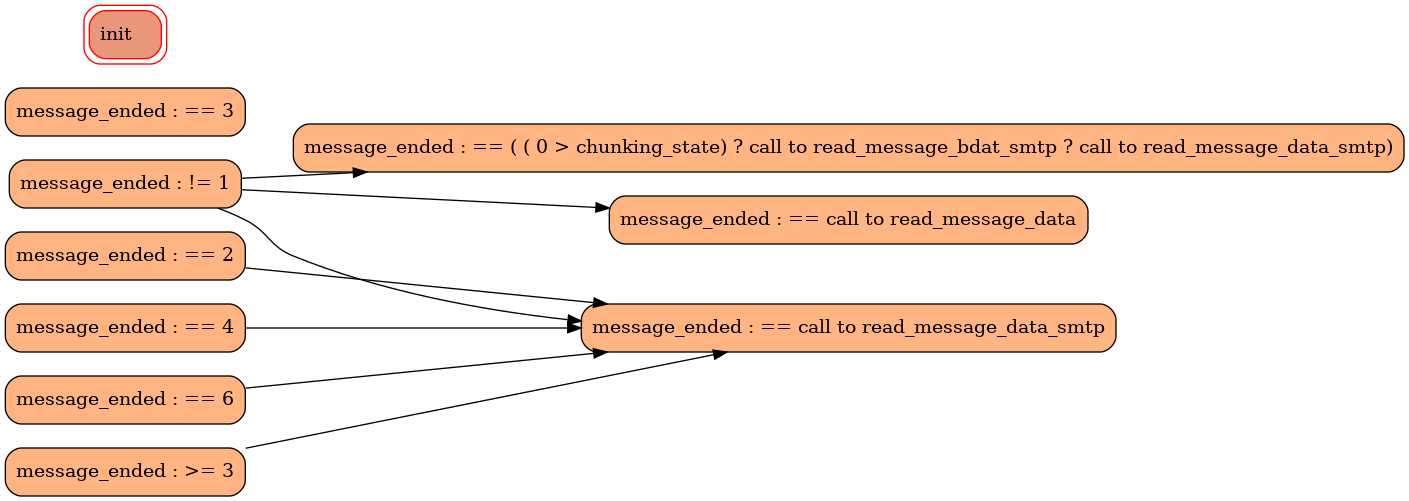 init
message_ended : == 3
message_ended : == ( ( 0 > chunking_state) ? call to read_message_bdat_smtp ? call to read_message_data_smtp)
message_ended : != 1
message_ended : == call to read_message_data
message_ended : == 2
message_ended : == 4
message_ended : == call to read_message_data_smtp
message_ended : == 6
message_ended : >= 3